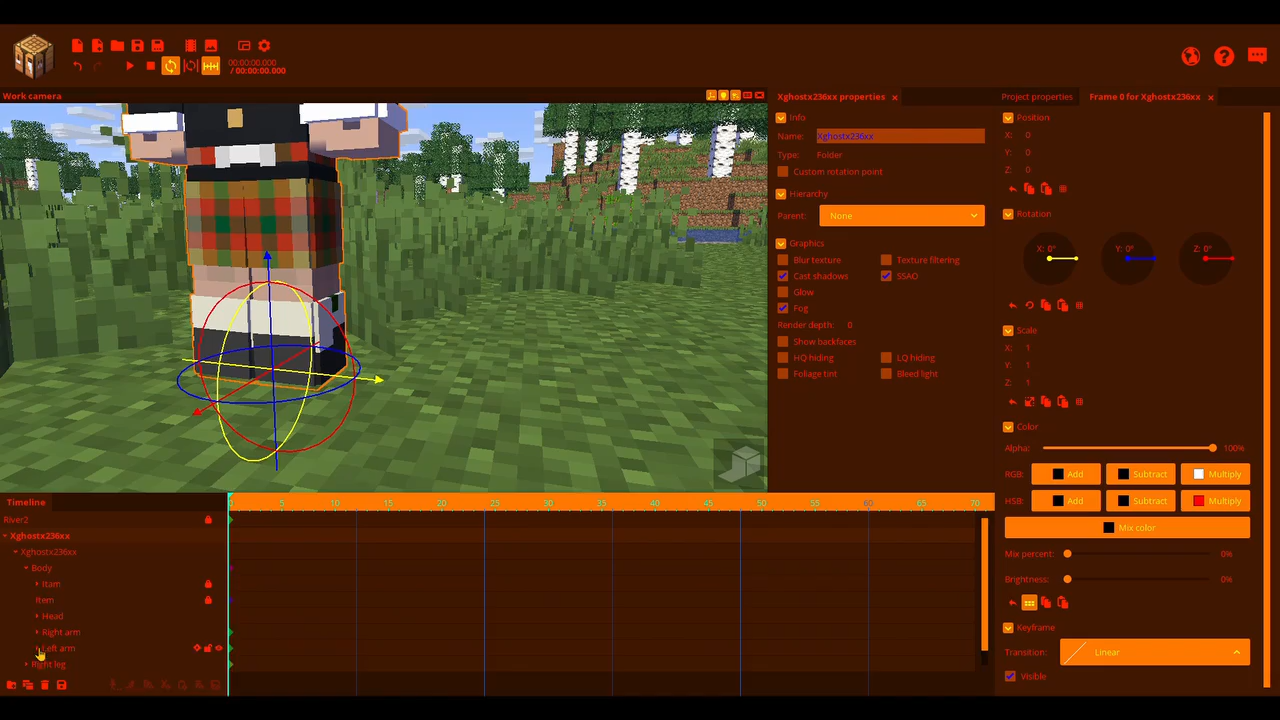 00:00:00.000
/ 00:00:00.000
Work camera
Xghostx236xx properties
Info
Name: Xghostx236xx
Type: Folder
Custom rotation point
Hierarchy
Parent: None
Graphics
Blur texture Texture filtering
Cast shadows SSAO
Glow
Fog
Render depth: 0
Show backfaces
HQ hiding LQ hiding
Foliage tint Bleed light
Project properties Frame 0 for Xghostx236xx
Position
X: 0
Y: 0
Z: 0
Rotation
X: 0° Y: 0° Z: 0°
Scale
X: 1
Y: 1
Z: 1
Color
Alpha: 100%
RGB: Add Subtract Multiply
HSB: Add Subtract Multiply
Mix color
Mix percent: 0%
Brightness: 0%
Keyframe
Transition: Linear
Visible
Timeline
0 5 10 15 20 25 30 35 40 45 50 55 60 65 70
River2
Xghostx236xx
Xghostx236xx
Body
Itam
Item
Head
Right arm
Left arm
Right leg